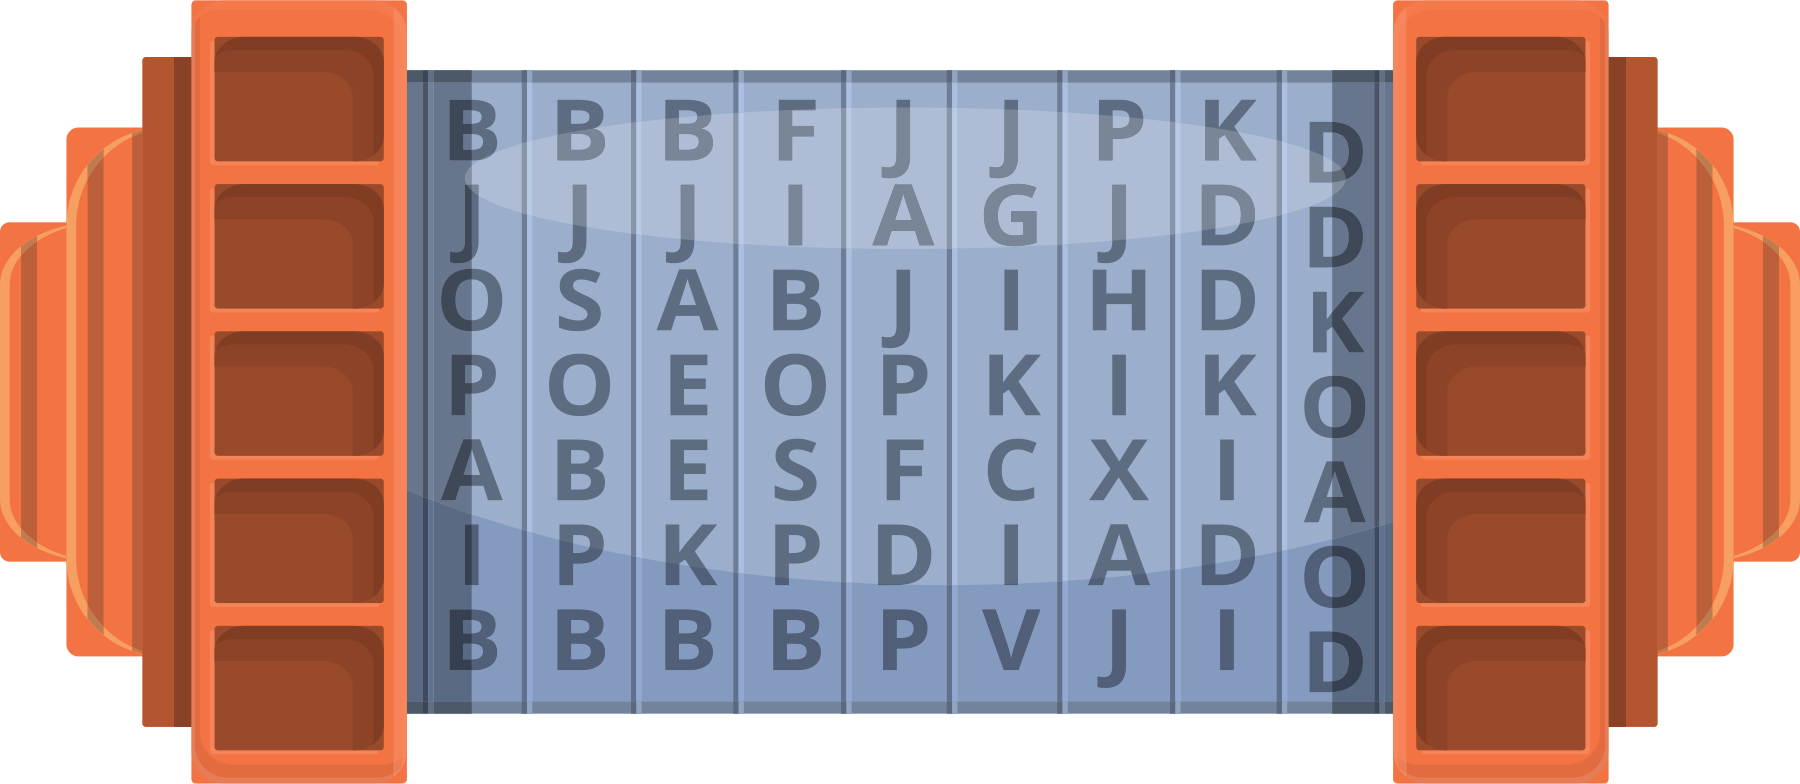 B B B F J J P K D
J J J I A G J D D
O S A B J I H D K
P O E O P K I K O
A B E S F C X I A
I P K P D I A D O
B B B B P V J I D